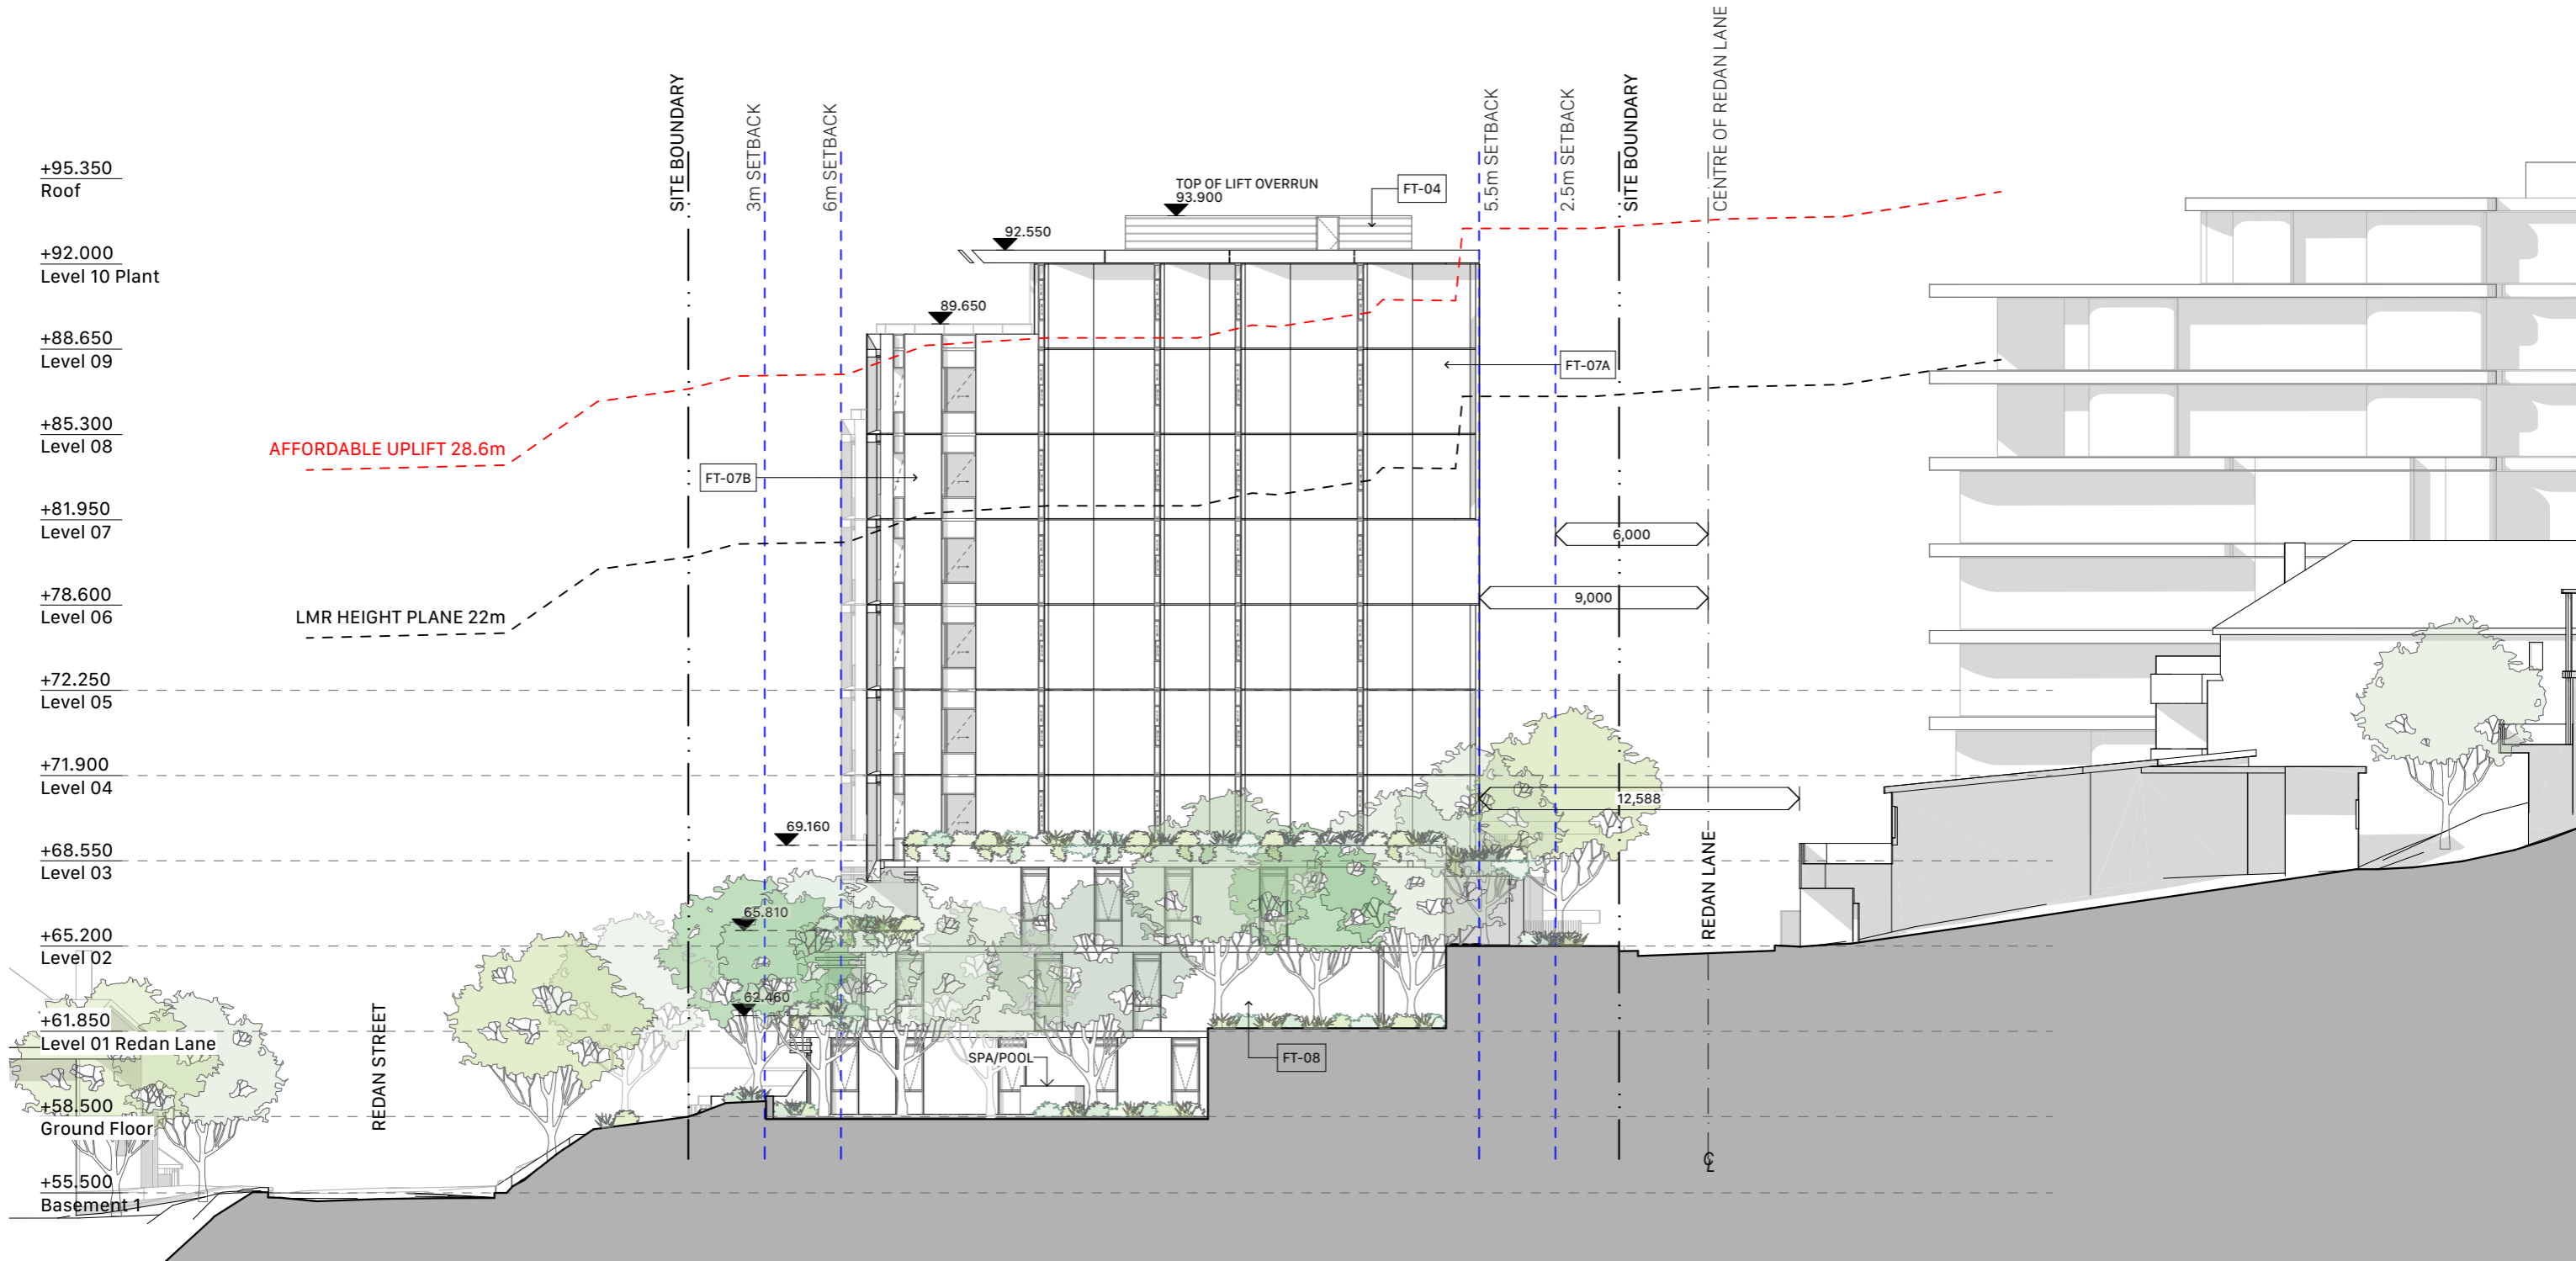 SITE BOUNDARY
3m SETBACK
6m SETBACK
5.5m SETBACK
2.5m SETBACK
SITE BOUNDARY
CENTRE OF REDAN LANE
+95.350
Roof
TOP OF LIFT OVERRUN
93.900
FT-04
92.550
+92.000
Level 10 Plant
89.650
+88.650
Level 09
FT-07A
+85.300
Level 08
AFFORDABLE UPLIFT 28.6m
FT-07B
+81.950
Level 07
6,000
+78.600
Level 06
9,000
LMR HEIGHT PLANE 22m
+72.250
Level 05
+71.900
Level 04
12,588
69.160
+68.550
Level 03
65.810
+65.200
Level 02
REDAN LANE
62.460
+61.850
Level 01 Redan Lane
REDAN STREET
SPA/POOL
FT-08
+58.500
Ground Floor
+55.500
Basement 1